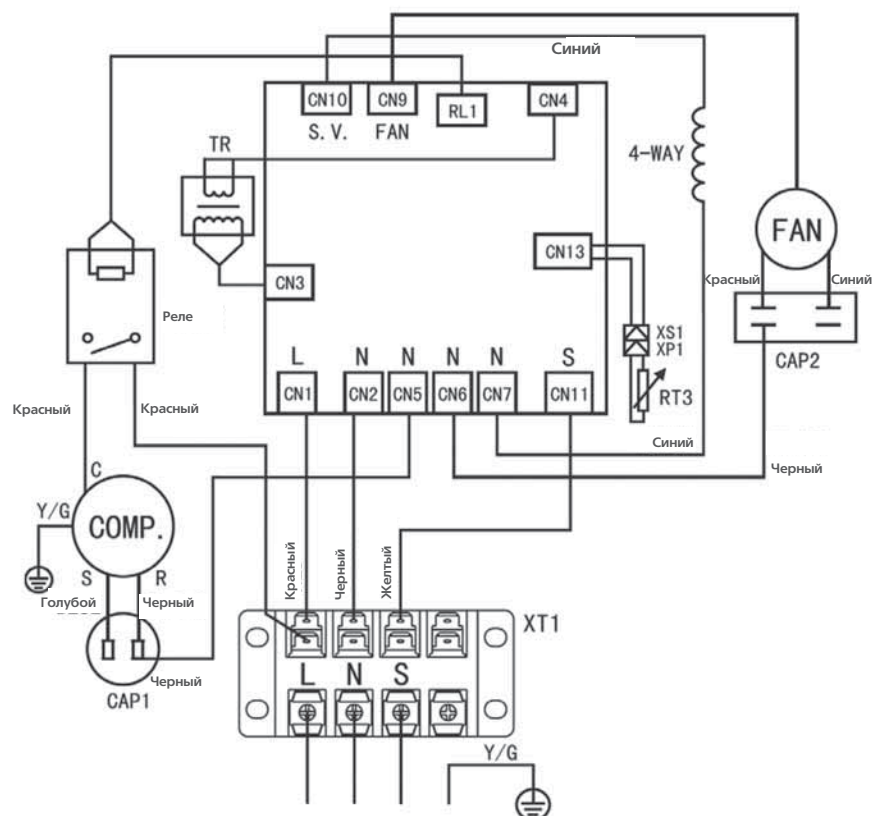 Синий
CN10
CN9
RL1
CN4
S.V.
FAN
TR
4-WAY
FAN
CN13
CN3
Красный
Синий
Реле
XS1
XP1
CAP2
L
N
N
N
N
S
RT3
CN1
CN2
CN5
CN6
CN7
CN11
Красный
Красный
Синий
Черный
C
Y/G
COMP.
S
R
Красный
Черный
Желтый
Голубой
Черный
XT1
L
N
S
Черный
CAP1
Y/G